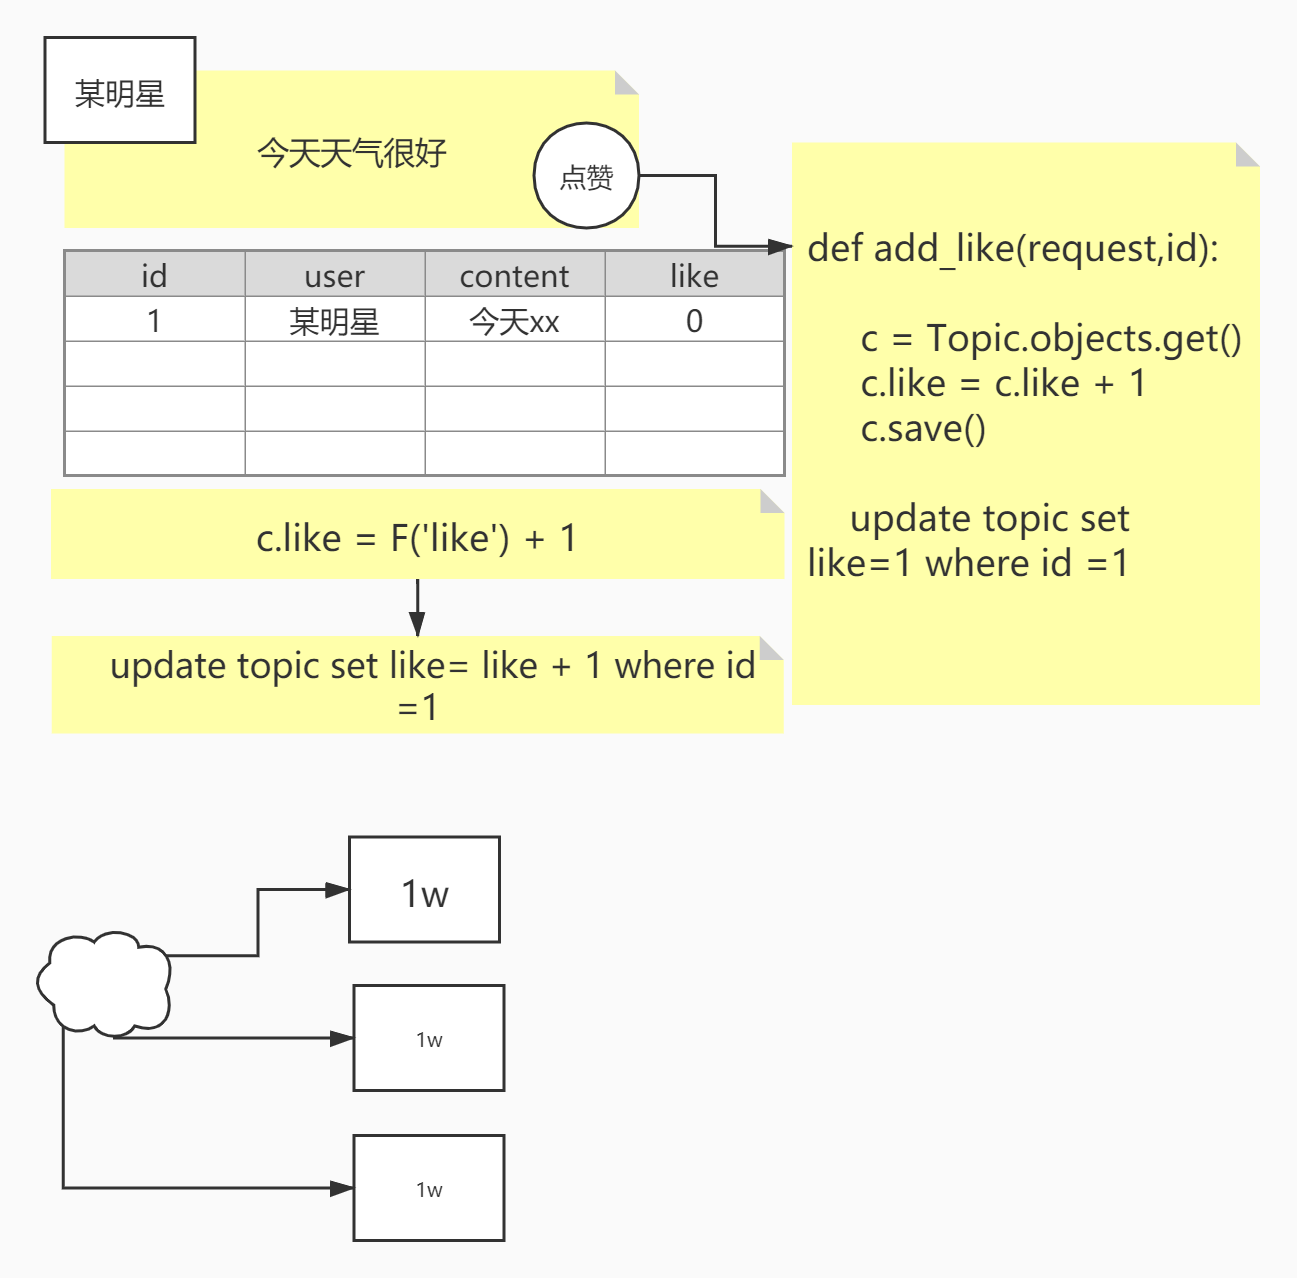 某明星
今天天气很好
点赞
id user content like
1 某明星 今天xx 0
def add_like(request,id):
c = Topic.objects.get()
c.like = c.like + 1
c.save()
update topic set
like=1 where id =1
c.like = F('like') + 1
update topic set like= like + 1 where id
=1
1w
1w
1w